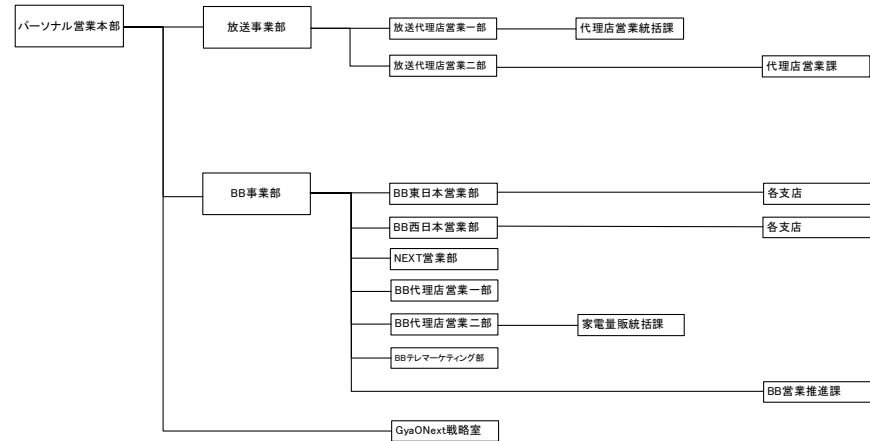 パーソナル営業本部
放送事業部
放送代理店営業一部
代理店営業統括課
放送代理店営業二部
代理店営業課
BB事業部
BB東日本営業部
各支店
BB西日本営業部
各支店
NEXT営業部
BB代理店営業一部
BB代理店営業二部
家電量販統括課
BBテレマーケティング部
BB営業推進課
GyaONext戦略室